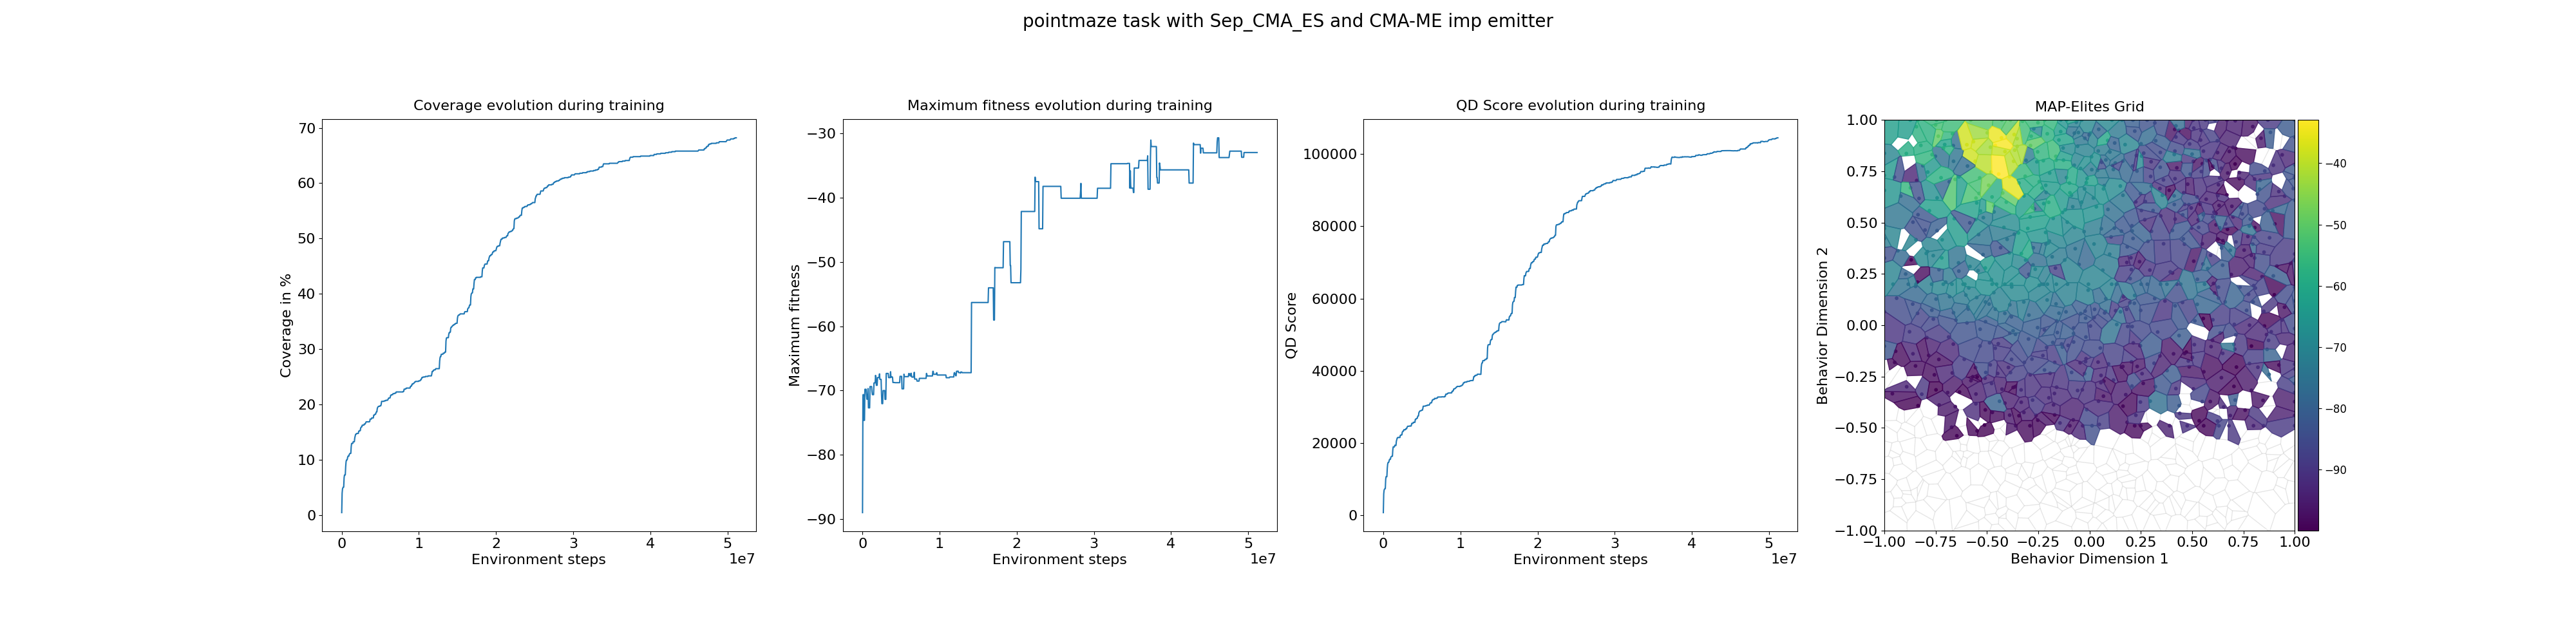 pointmaze task with Sep_CMA_ES and CMA-ME imp emitter
Coverage evolution during training
70
60
50
40
30
20
10
0
Coverage in %
0 1 2 3 4 5
1e7
Environment steps
Maximum fitness evolution during training
−30
−40
−50
−60
−70
−80
−90
Maximum fitness
0 1 2 3 4 5
1e7
Environment steps
QD Score evolution during training
100000
80000
60000
40000
20000
0
QD Score
0 1 2 3 4 5
1e7
Environment steps
MAP-Elites Grid
1.00
0.75
0.50
0.25
0.00
−0.25
−0.50
−0.75
−1.00
Behavior Dimension 2
−1.00 −0.75 −0.50 −0.25 0.00 0.25 0.50 0.75 1.00
Behavior Dimension 1
−40
−50
−60
−70
−80
−90